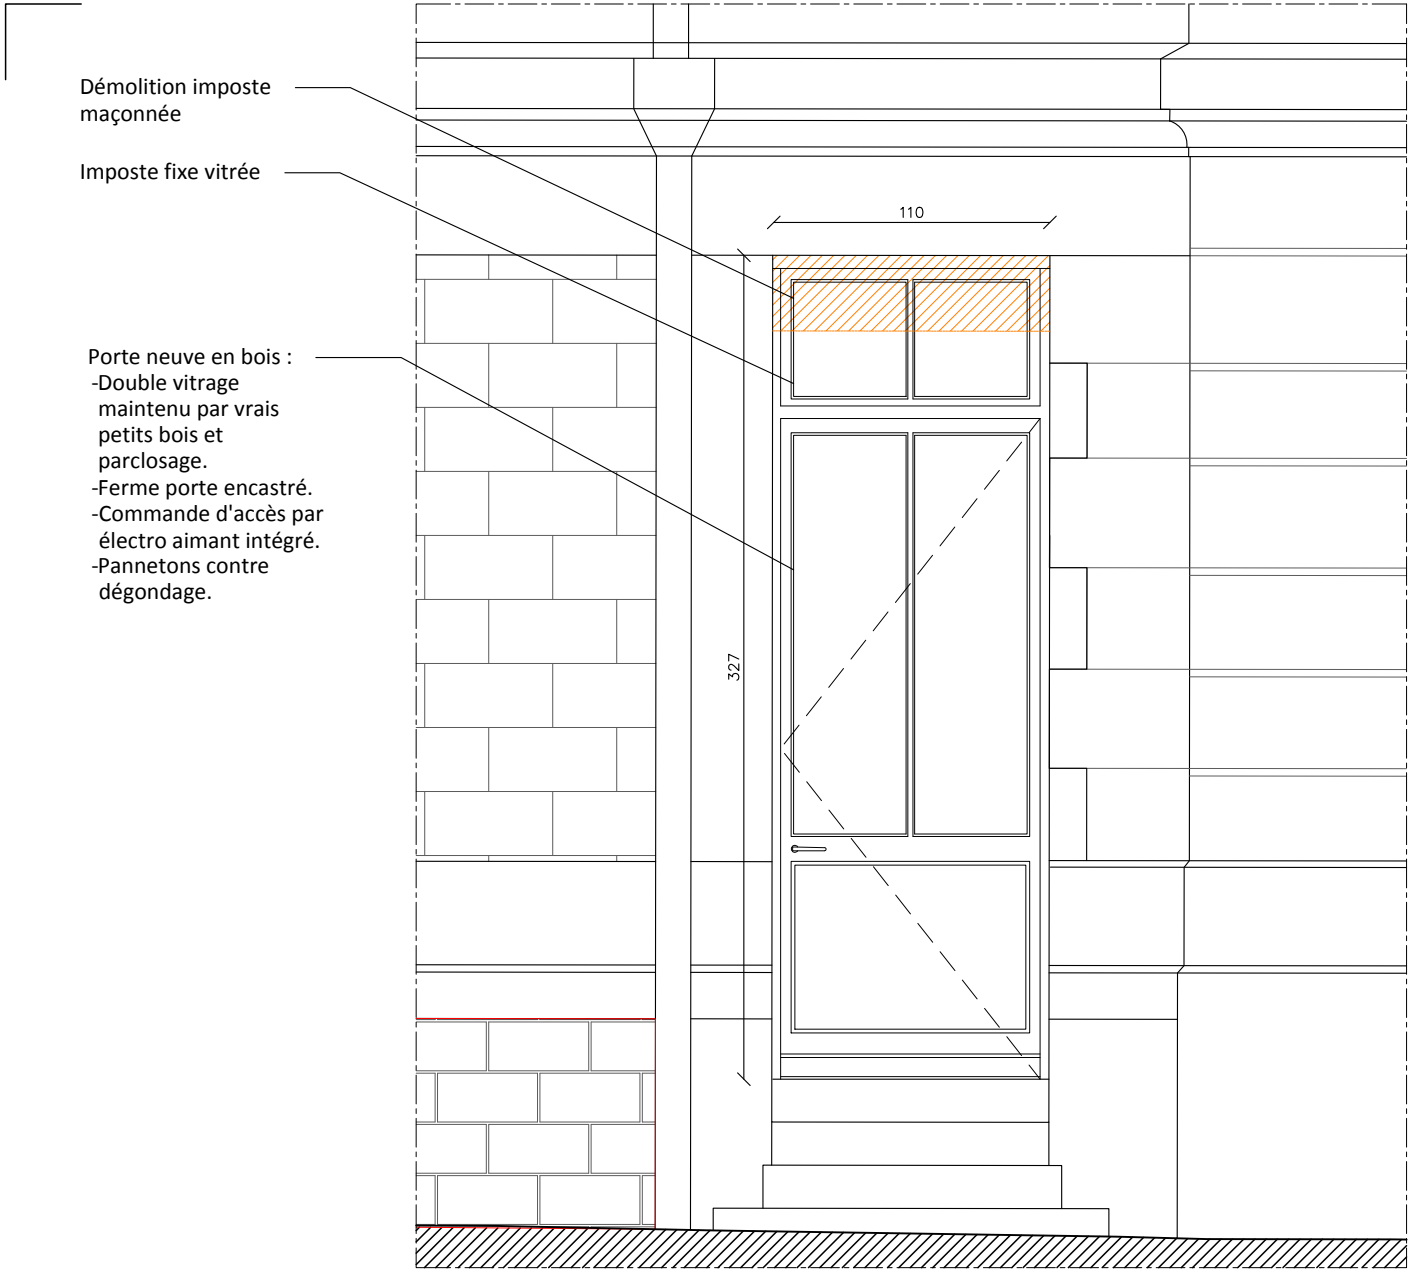 Démolition imposte
maçonnée
Imposte fixe vitrée
110
Porte neuve en bois :
-Double vitrage
maintenu par vrais
petits bois et
parclosage.
-Ferme porte encastré.
-Commande d'accès par
électro aimant intégré.
-Pannetons contre
dégondage.
327